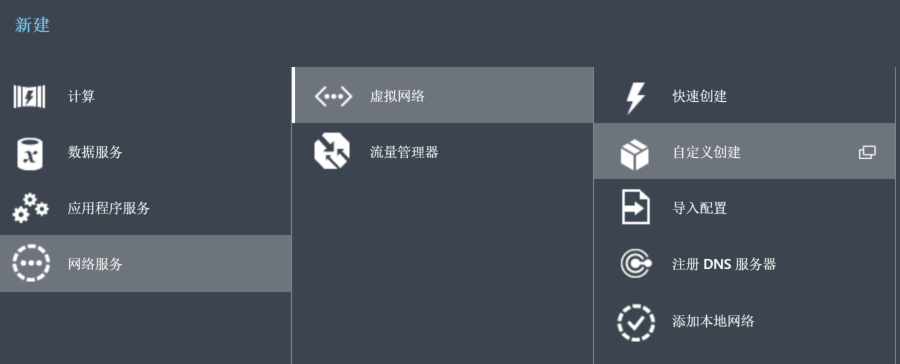 新建
计算
数据服务
应用程序服务
网络服务
虚拟网络
流量管理器
快速创建
自定义创建
导入配置
注册 DNS 服务器
添加本地网络